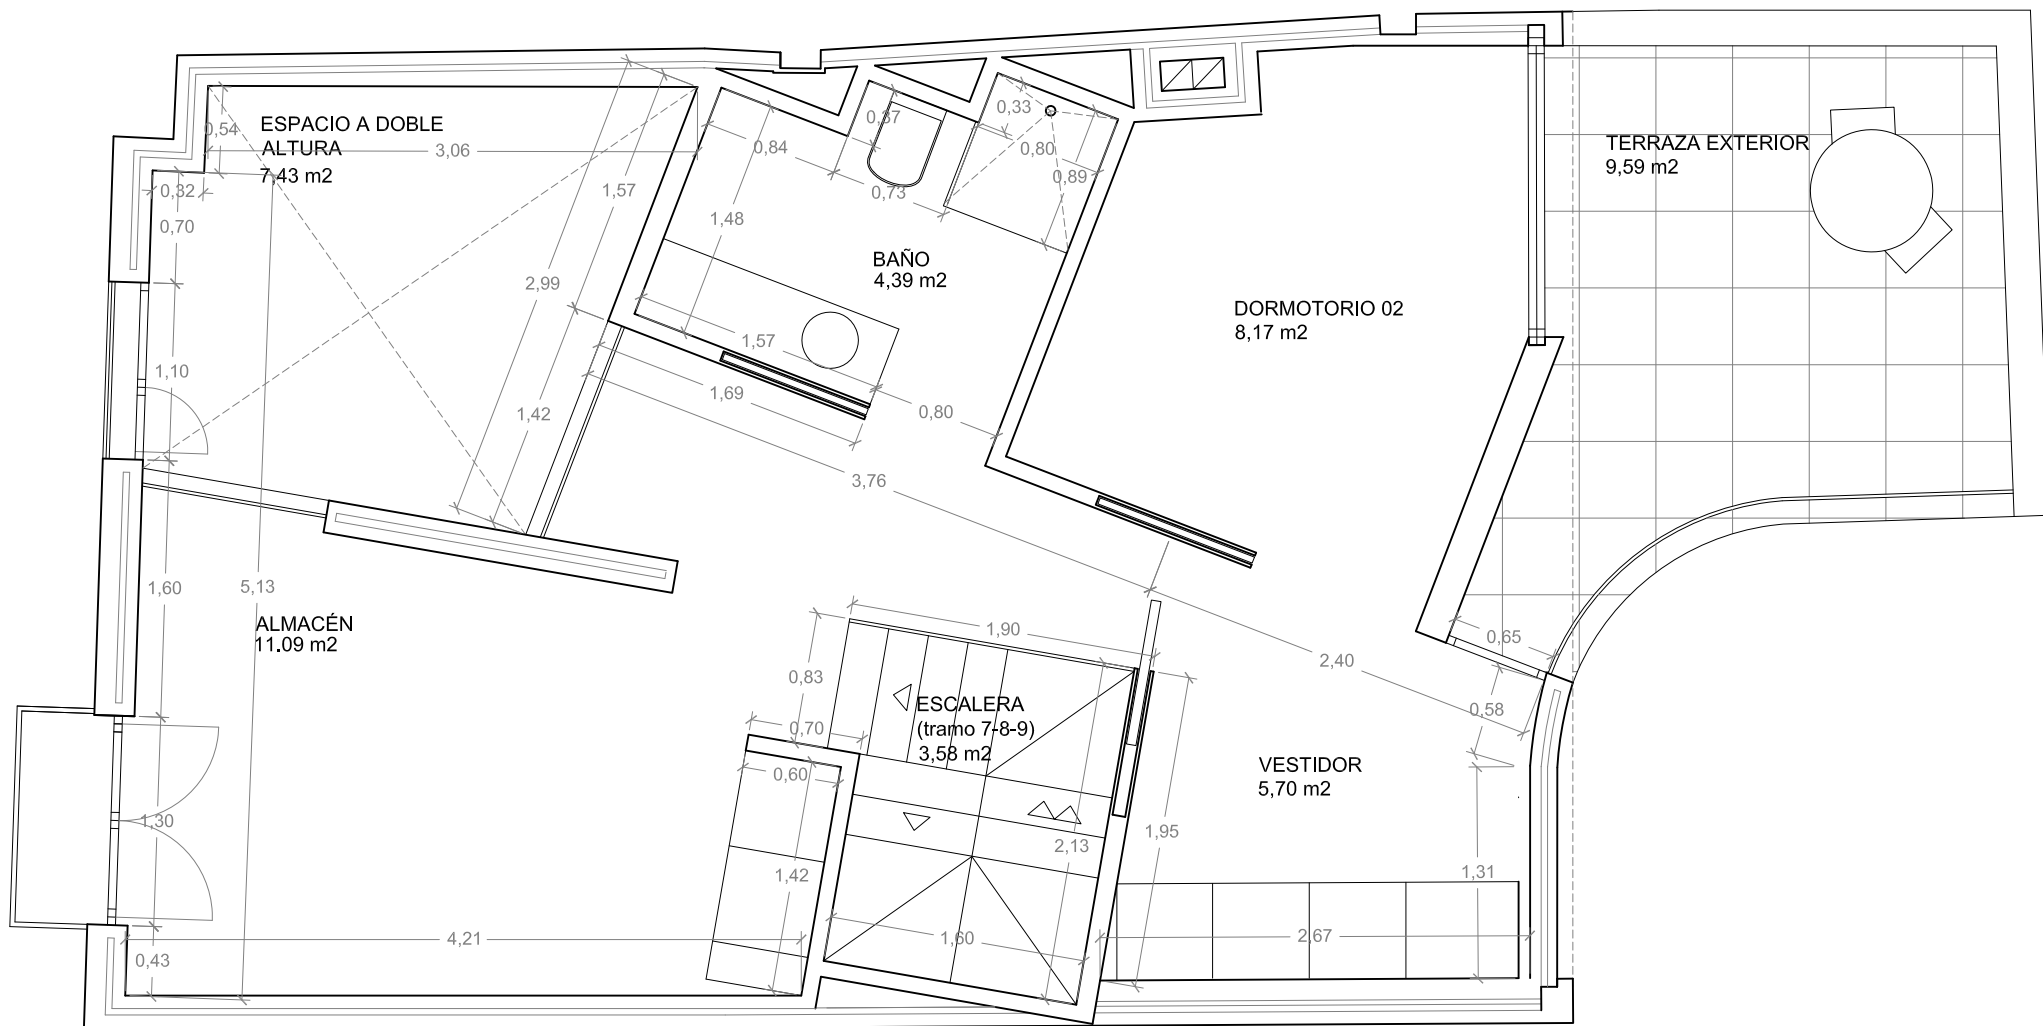 ESPACIO A DOBLE
ALTURA
7,43 m2
0,54
3,06
0,32
0,70
1,10
1,60
5,13
1,30
0,43
4,21
1,57
2,99
1,42
0,84
0,37
0,73
0,33
0,80
0,89
1,48
BAÑO
4,39 m2
1,57
1,69
0,80
3,76
DORMOTORIO 02
8,17 m2
TERRAZA EXTERIOR
9,59 m2
ALMACÉN
11.09 m2
1,90
0,83
0,70
0,60
1,42
ESCALERA
(tramo 7-8-9)
3,58 m2
2,13
1,60
1,95
2,40
0,65
0,58
VESTIDOR
5,70 m2
1,31
2,67